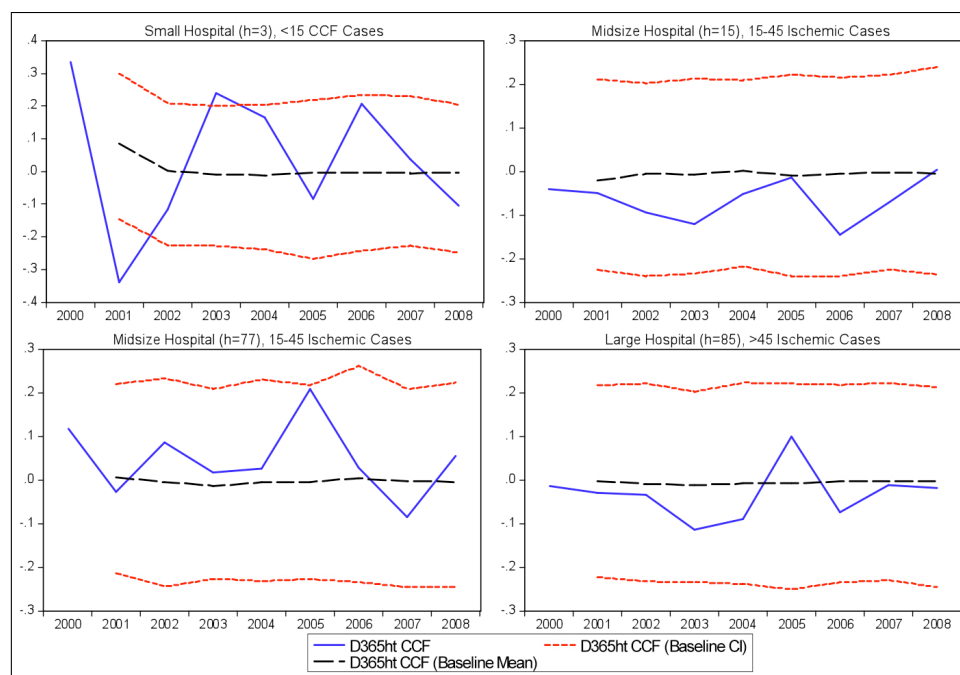 Small Hospital (h=3), <15 CCF Cases
.4
.3
.2
.1
.0
-.1
-.2
-.3
-.4
2000 2001 2002 2003 2004 2005 2006 2007 2008
Midsize Hospital (h=15), 15-45 Ischemic Cases
.3
.2
.1
.0
-.1
-.2
-.3
2000 2001 2002 2003 2004 2005 2006 2007 2008
Midsize Hospital (h=77), 15-45 Ischemic Cases
.3
.2
.1
.0
-.1
-.2
-.3
2000 2001 2002 2003 2004 2005 2006 2007 2008
Large Hospital (h=85), >45 Ischemic Cases
.3
.2
.1
.0
-.1
-.2
-.3
2000 2001 2002 2003 2004 2005 2006 2007 2008
D365ht CCF
D365ht CCF (Baseline CI)
D365ht CCF (Baseline Mean)